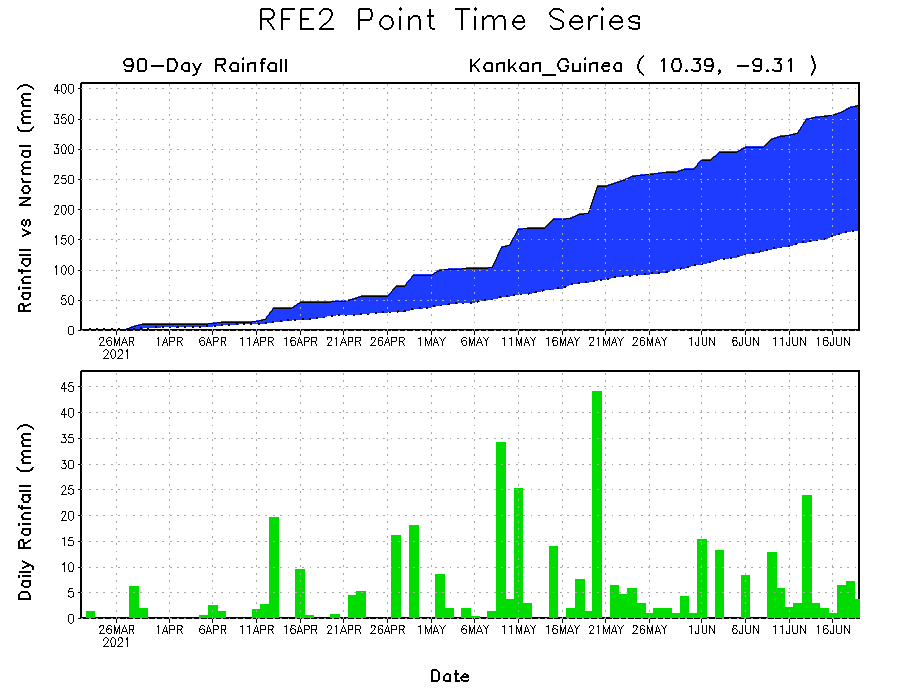 RFE2 Point Time Series
90-Day Rainfall
Kankan_Guinea ( 10.39, -9.31 )
Rainfall vs Normal (mm)
400
350
300
250
200
150
100
50
0
26MAR 1APR 6APR 11APR 16APR 21APR 26APR 1MAY 6MAY 11MAY 16MAY 21MAY 26MAY 1JUN 6JUN 11JUN 16JUN
2021
Daily Rainfall (mm)
45
40
35
30
25
20
15
10
5
0
26MAR 1APR 6APR 11APR 16APR 21APR 26APR 1MAY 6MAY 11MAY 16MAY 21MAY 26MAY 1JUN 6JUN 11JUN 16JUN
2021
Date